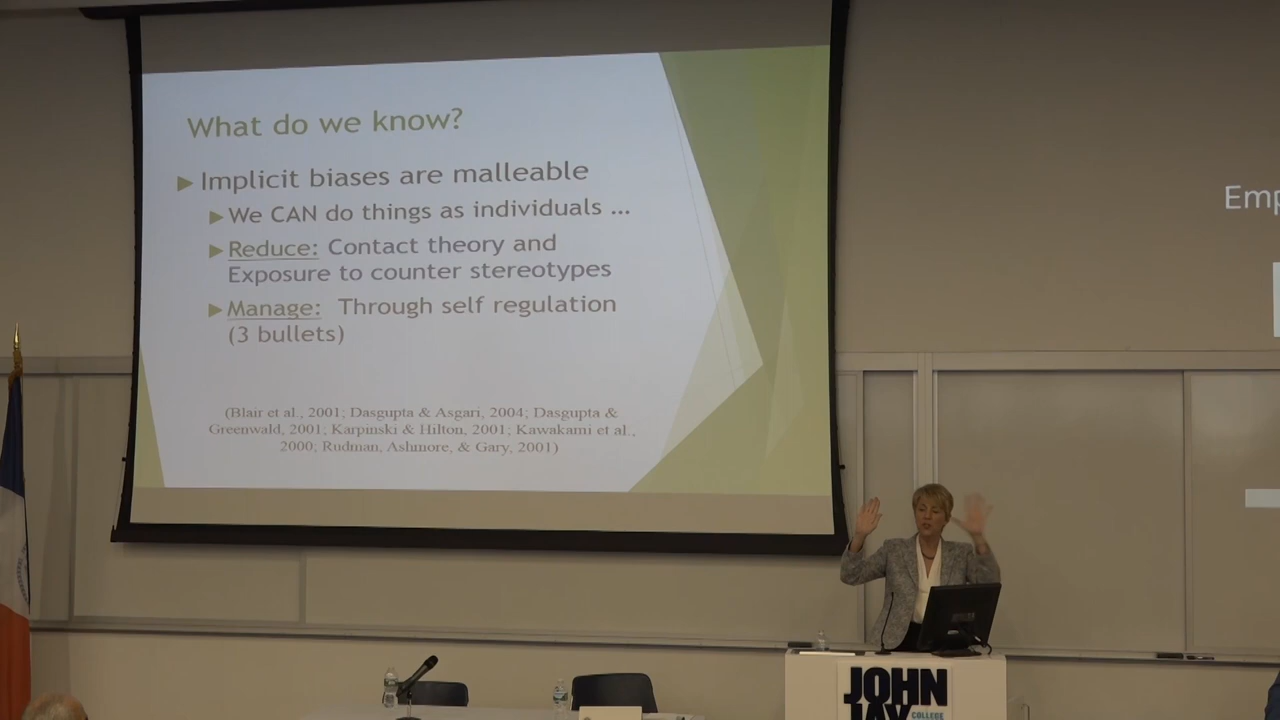 What do we know?
Implicit biases are malleable
We CAN do things as individuals ...
Reduce: Contact theory and
Exposure to counter stereotypes
Manage: Through self regulation
(3 bullets)
(Blair et al., 2001; Dasgupta & Asgari, 2004; Dasgupta &
Greenwald, 2001; Karpinski & Hilton, 2001; Kawakami et al.,
2000; Rudman, Ashmore, & Gary, 2001)
Emp
JOHN
JAY
COLLEGE